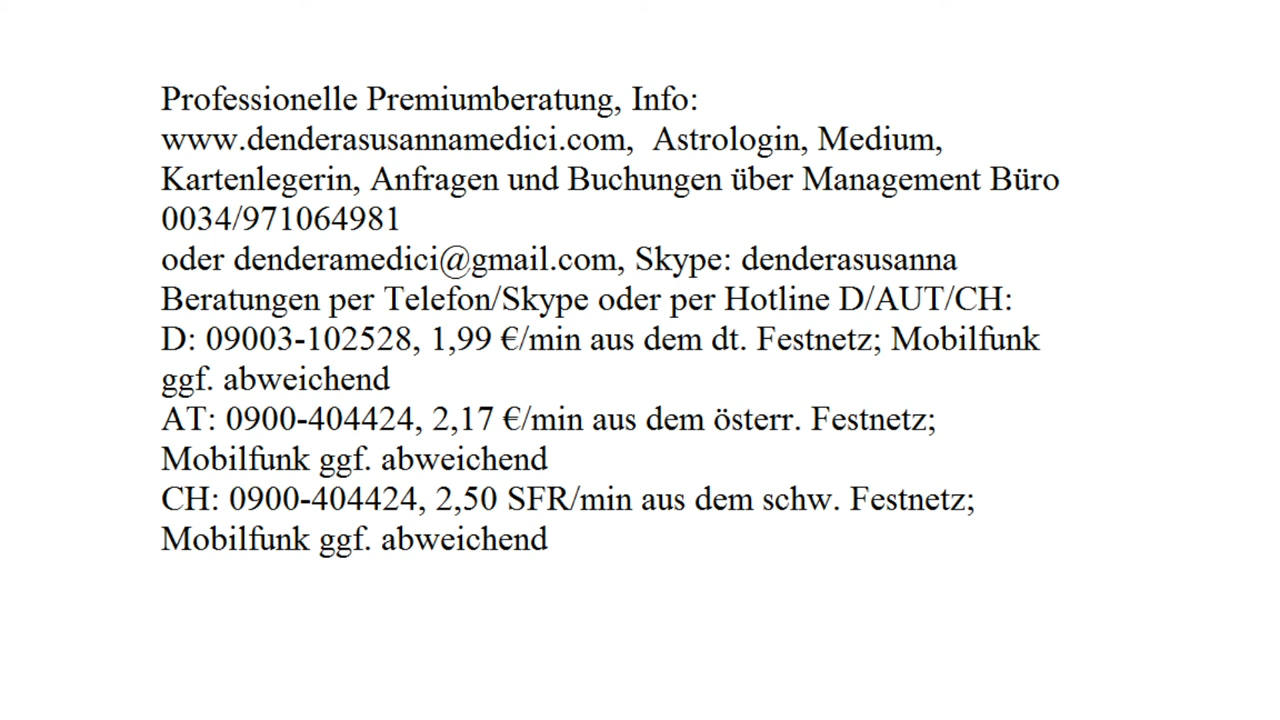 Professionelle Premiumberatung, Info:
www.denderasusannamedici.com,  Astrologin, Medium,
Kartenlegerin, Anfragen und Buchungen über Management Büro
0034/971064981
oder denderamedici@gmail.com, Skype: denderasusanna
Beratungen per Telefon/Skype oder per Hotline D/AUT/CH:
D: 09003-102528, 1,99 €/min aus dem dt. Festnetz; Mobilfunk
ggf. abweichend
AT: 0900-404424, 2,17 €/min aus dem österr. Festnetz;
Mobilfunk ggf. abweichend
CH: 0900-404424, 2,50 SFR/min aus dem schw. Festnetz;
Mobilfunk ggf. abweichend